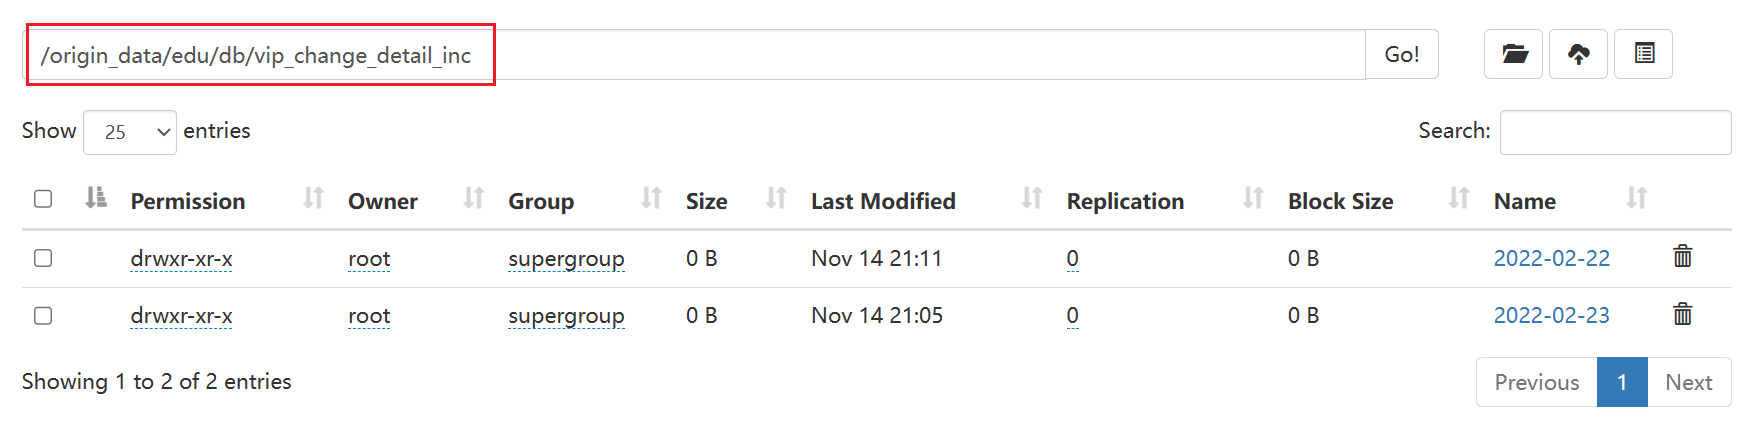 /origin_data/edu/db/vip_change_detail_inc Go!
Show 25 entries Search:
Permission Owner Group Size Last Modified Replication Block Size Name
drwxr-xr-x root supergroup 0 B Nov 14 21:11 0 0 B 2022-02-22
drwxr-xr-x root supergroup 0 B Nov 14 21:05 0 0 B 2022-02-23
Showing 1 to 2 of 2 entries Previous 1 Next